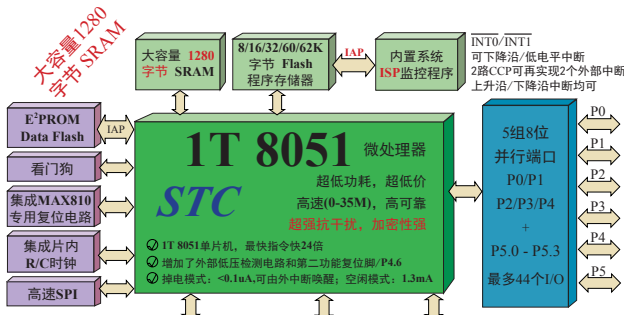 大容量1280
字节 SRAM
大容量 1280
字节 SRAM
8/16/32/60/62K
字节 Flash
程序存储器
IAP
内置系统
ISP监控程序
INT0/INT1
可下降沿/低电平中断
2路CCP可再实现2个外部中断
上升沿/下降沿中断均可
E²PROM
Data Flash
IAP
看门狗
集成MAX810
专用复位电路
集成片内
R/C时钟
高速SPI
1T 8051 微处理器
STC
超低功耗，超低价
高速(0-35M)，高可靠
超强抗干扰，加密性强
1T 8051单片机，最快指令快24倍
增加了外部低压检测电路和第二功能复位脚/P4.6
掉电模式：<0.1uA,可由外中断唤醒；空闲模式：1.3mA
5组8位
并行端口
P0/P1
P2/P3/P4
+
P5.0 - P5.3
最多44个I/O
P0
P1
P2
P3
P4
P5